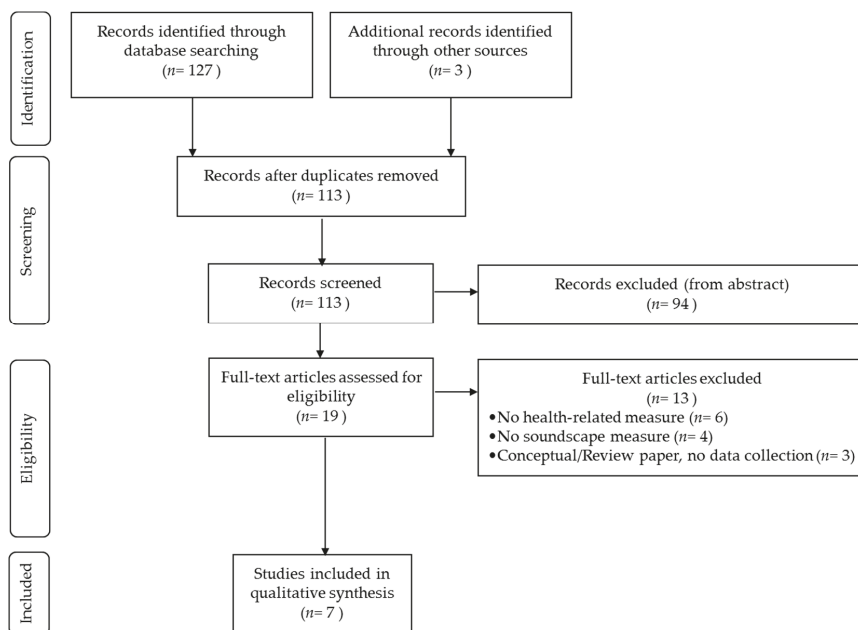 Identification
Records identified through
database searching
(n= 127 )
Additional records identified
through other sources
(n= 3 )
Screening
Records after duplicates removed
(n= 113 )
Records screened
(n= 113 )
Records excluded (from abstract)
(n= 94 )
Eligibility
Full-text articles assessed for
eligibility
(n= 19 )
Full-text articles excluded
(n= 13 )
•No health-related measure (n= 6)
•No soundscape measure (n= 4)
•Conceptual/Review paper, no data collection (n= 3)
Included
Studies included in
qualitative synthesis
(n= 7 )